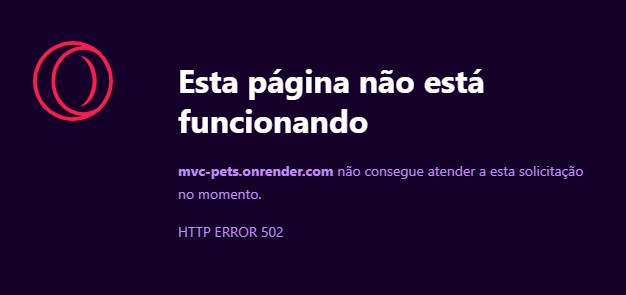 Esta página não está
funcionando
mvc-pets.onrender.com não consegue atender a esta solicitação
no momento.
HTTP ERROR 502